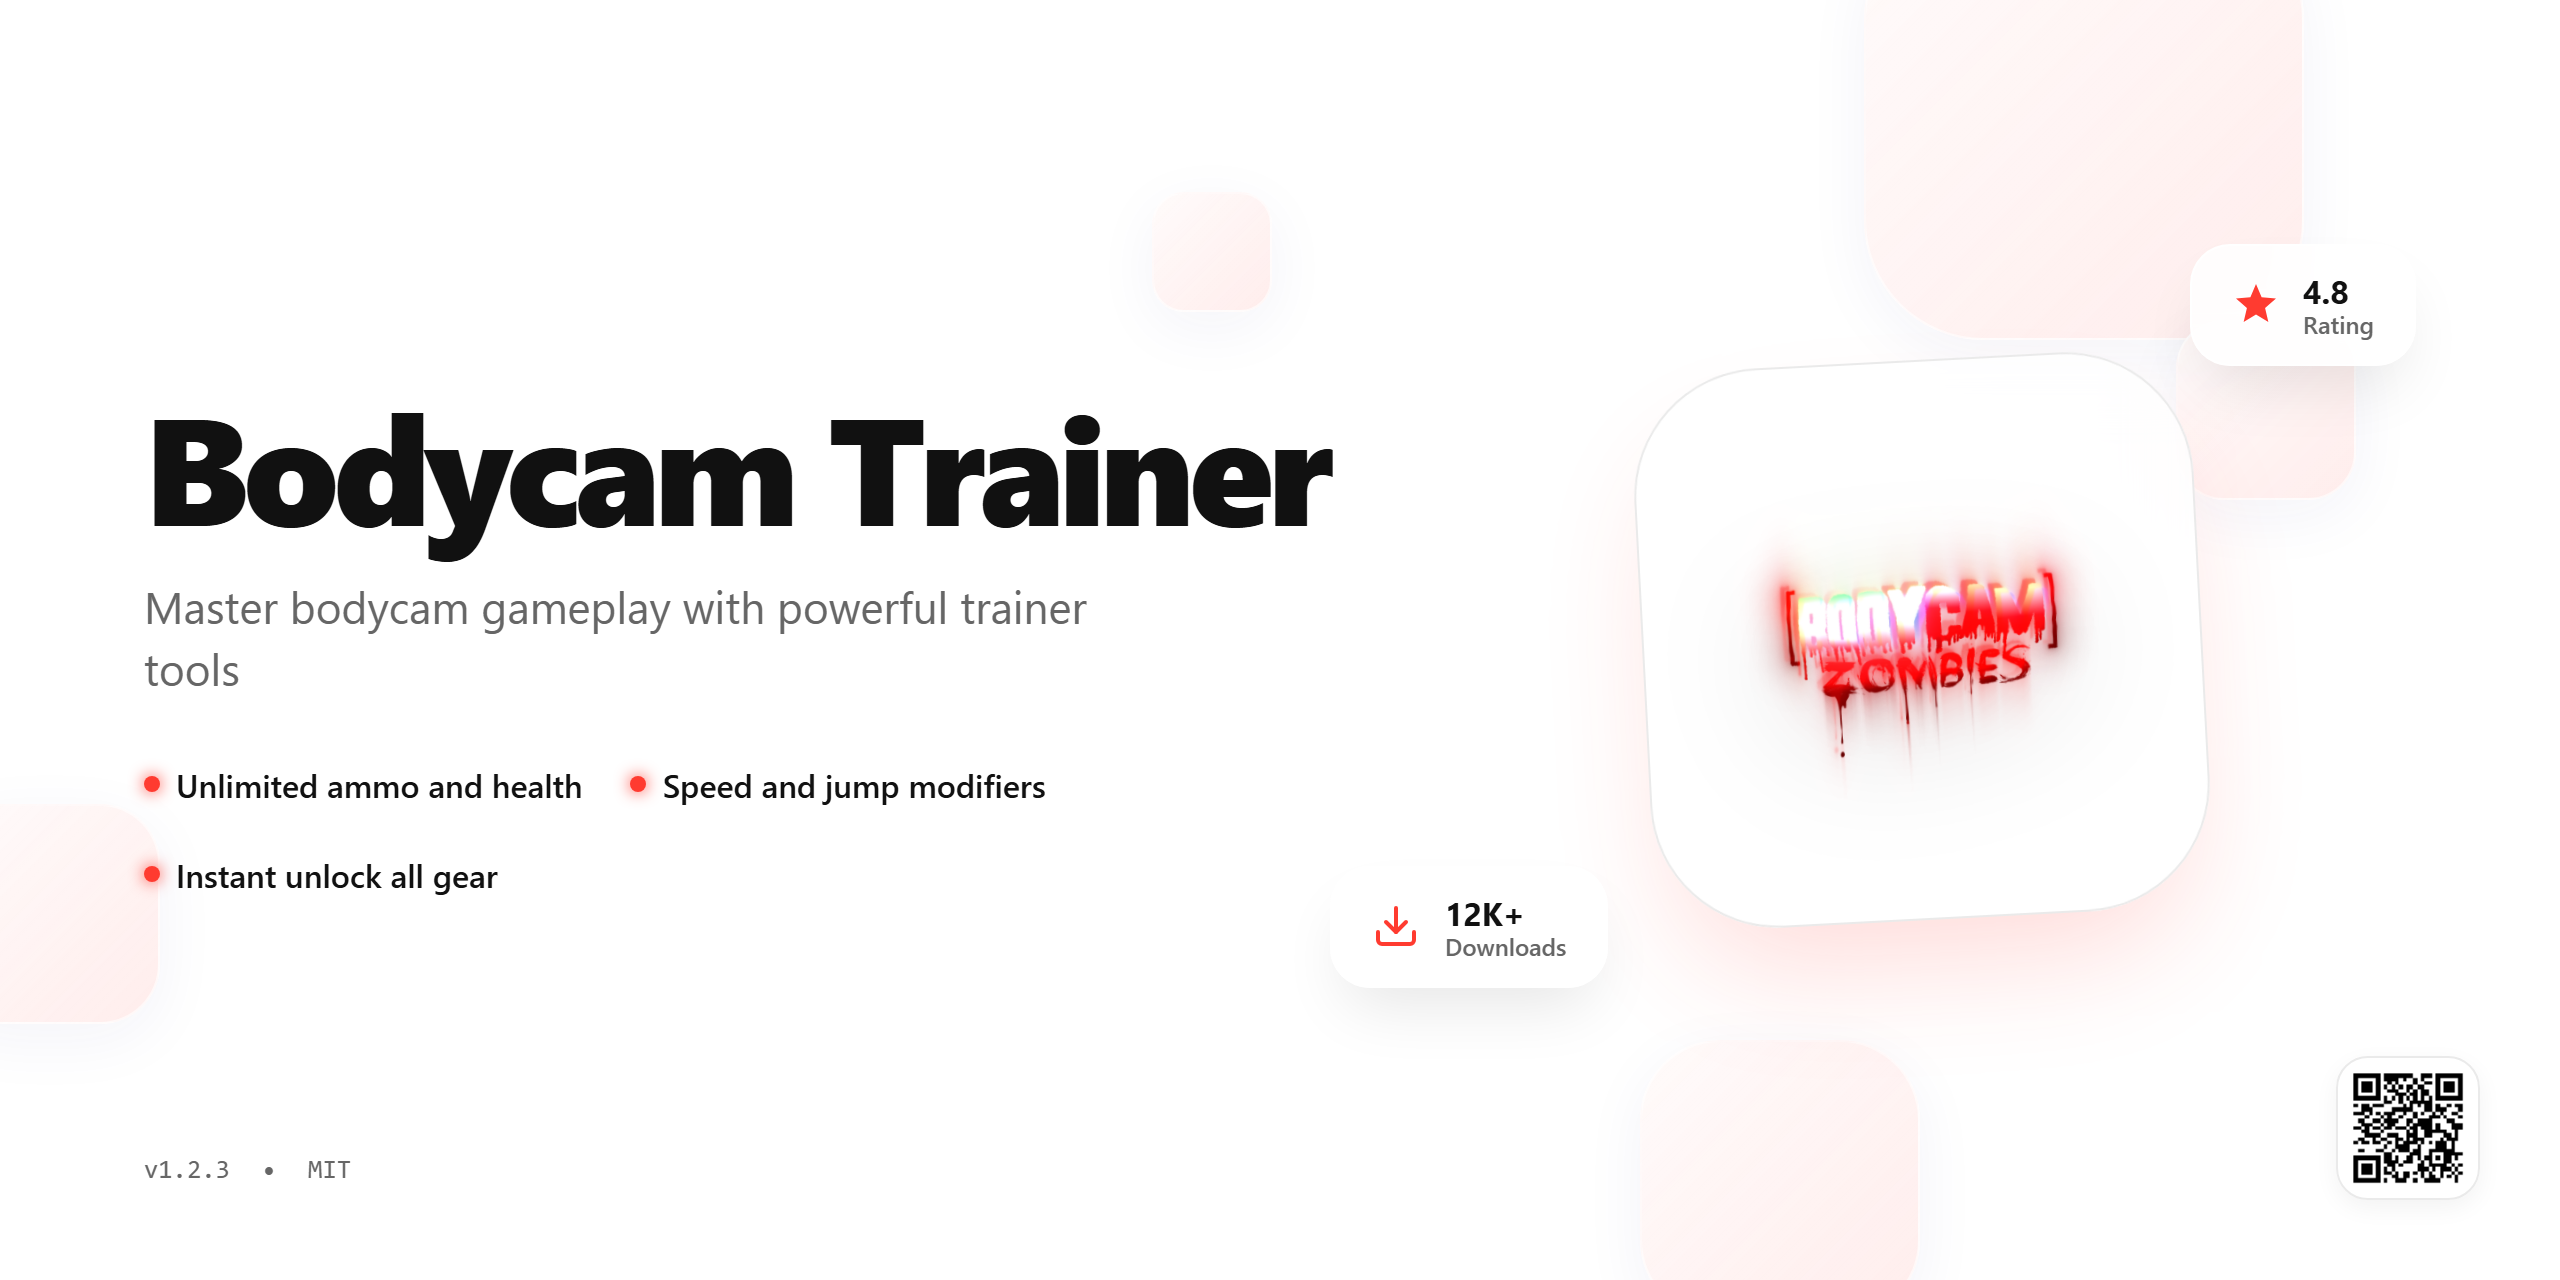 Bodycam Trainer
Master bodycam gameplay with powerful trainer
tools
Unlimited ammo and health
Speed and jump modifiers
Instant unlock all gear
v1.2.3 • MIT
4.8
Rating
[BODYCAM]
ZOMBIES
12K+
Downloads